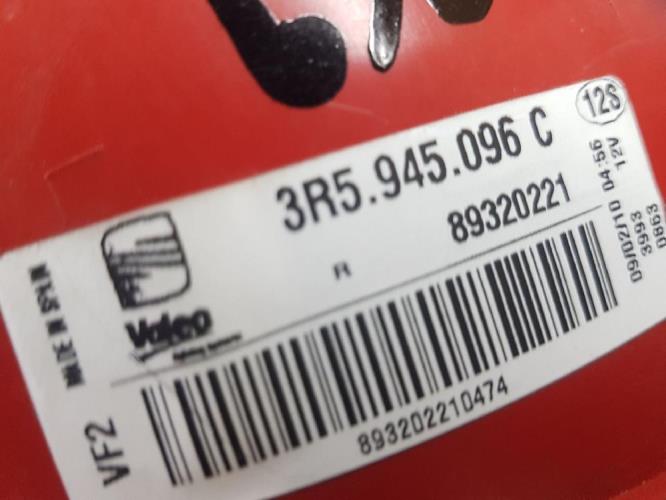 3R5.945.096 C
12S
89320221
R
Valeo
MADE IN SPAIN
VF2
893202210474
09/02/10 04:56
12V
3993
0863